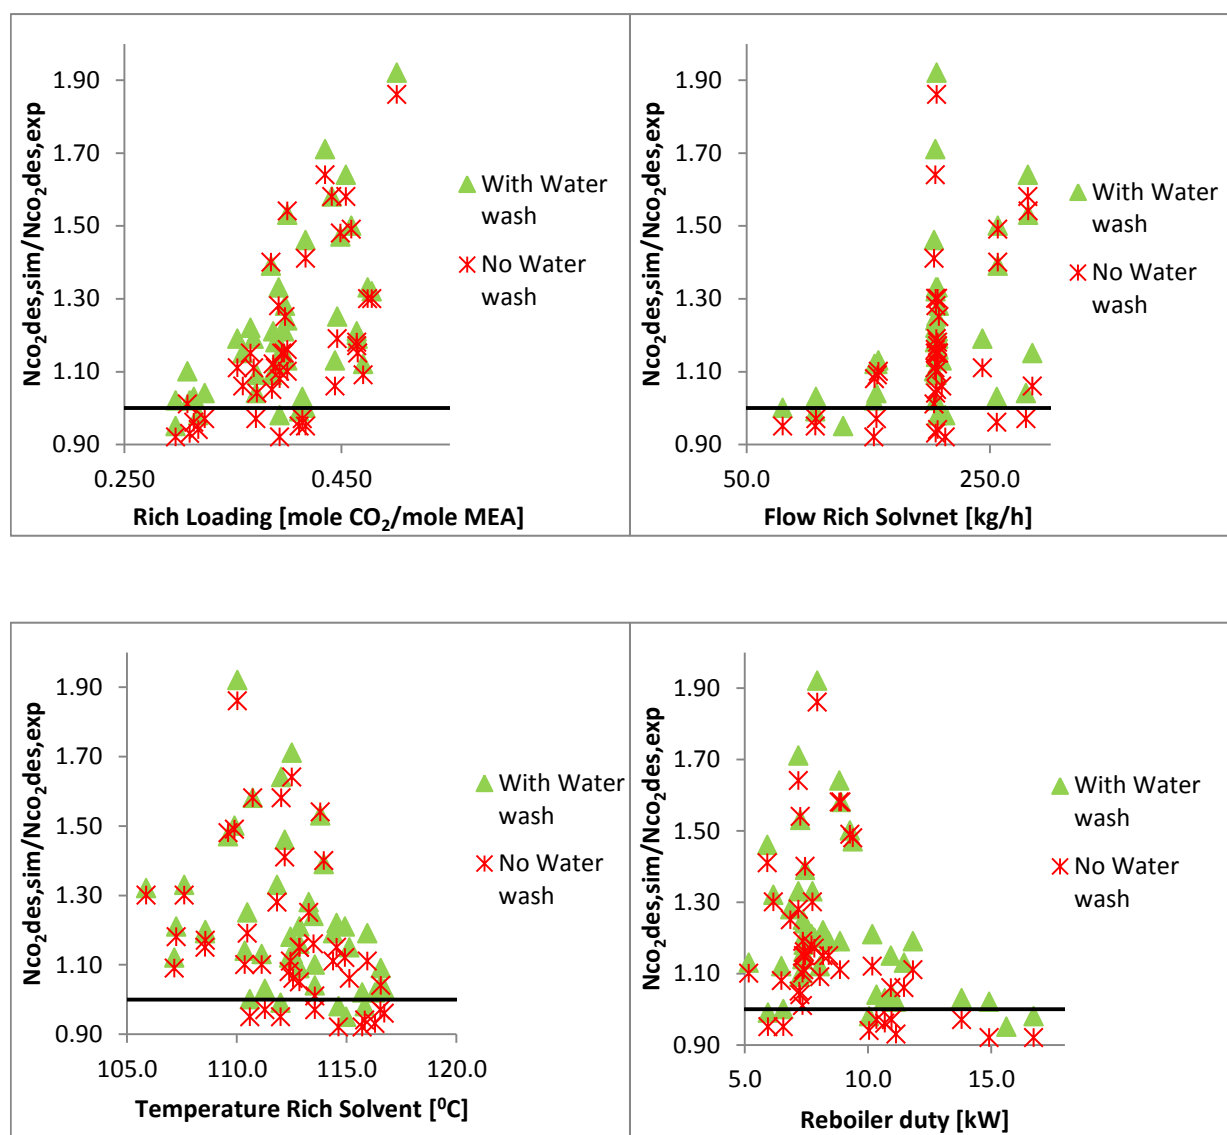 Nco₂des,sim/Nco₂des,exp
1.90
1.70
1.50
1.30
1.10
0.90
0.250
0.450
Rich Loading [mole CO₂/mole MEA]
With Water
wash
No Water
wash
Nco₂des,sim/Nco₂des,exp
1.90
1.70
1.50
1.30
1.10
0.90
50.0
250.0
Flow Rich Solvnet [kg/h]
With Water
wash
No Water
wash
Nco₂des,sim/Nco₂des,exp
1.90
1.70
1.50
1.30
1.10
0.90
105.0
110.0
115.0
120.0
Temperature Rich Solvent [⁰C]
With Water
wash
No Water
wash
Nco₂des,sim/Nco₂des,exp
1.90
1.70
1.50
1.30
1.10
0.90
5.0
10.0
15.0
Reboiler duty [kW]
With Water
wash
No Water
wash